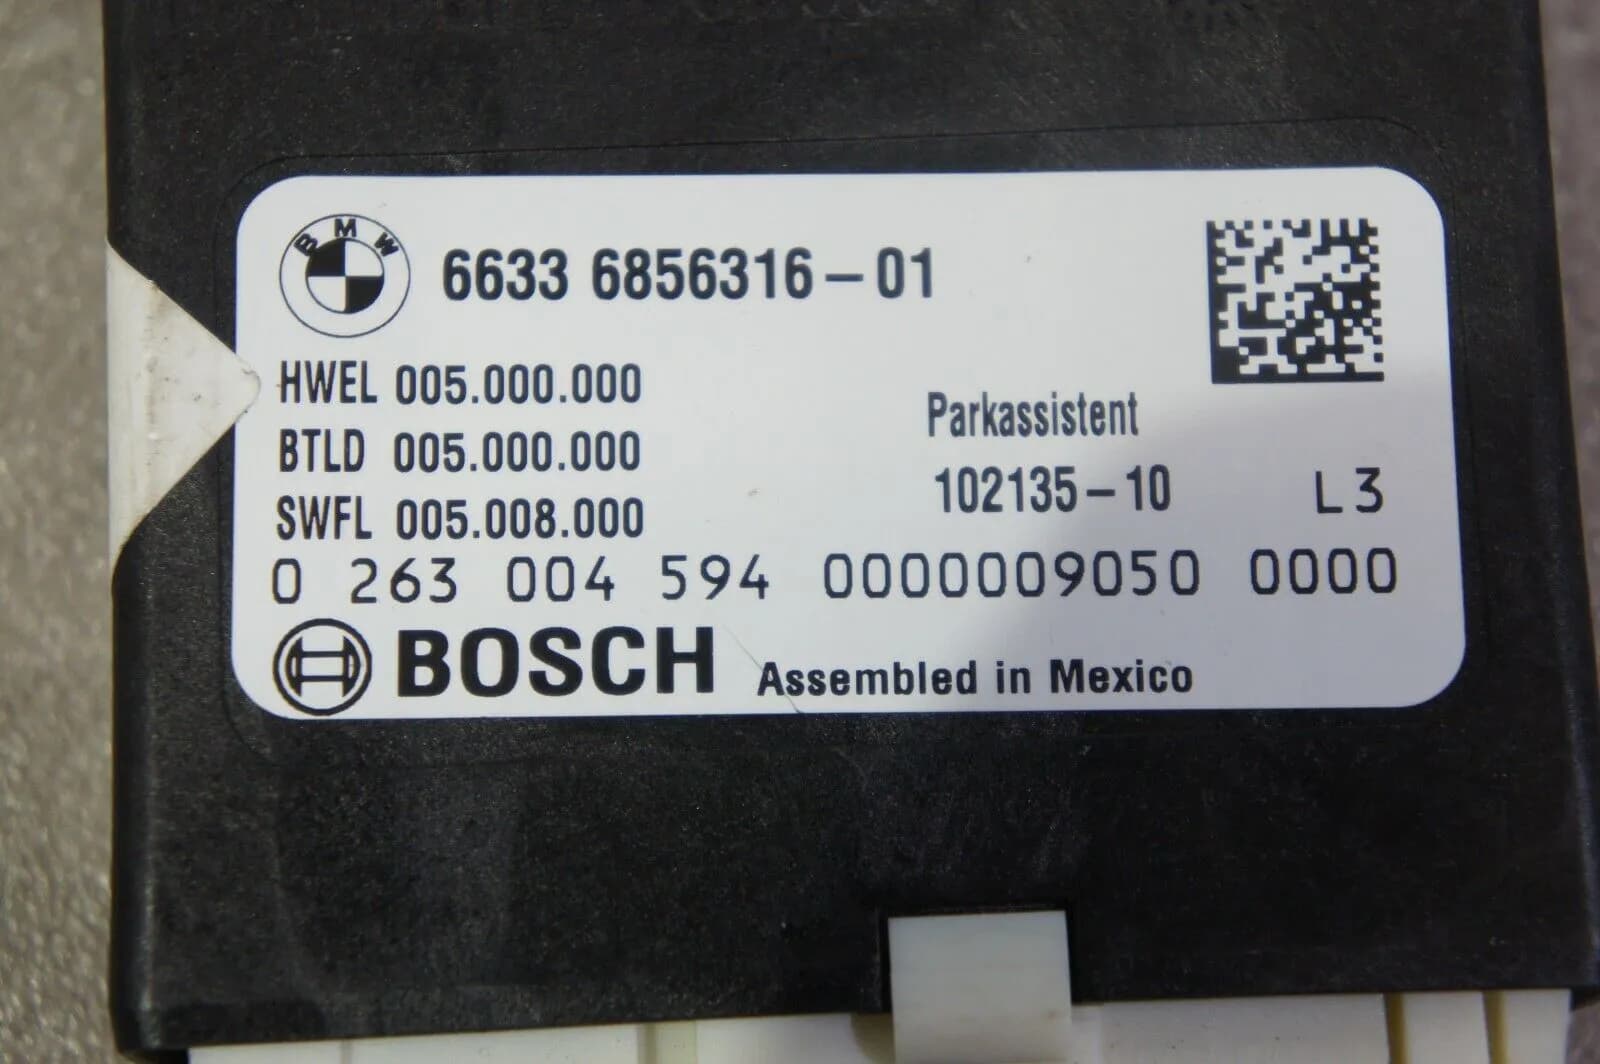 BMW
6633 6856316-01
HWEL 005.000.000
BTLD 005.000.000
SWFL 005.008.000
Parkassistent
102135-10 L3
0 263 004 594 0000009050 0000
BOSCH Assembled in Mexico